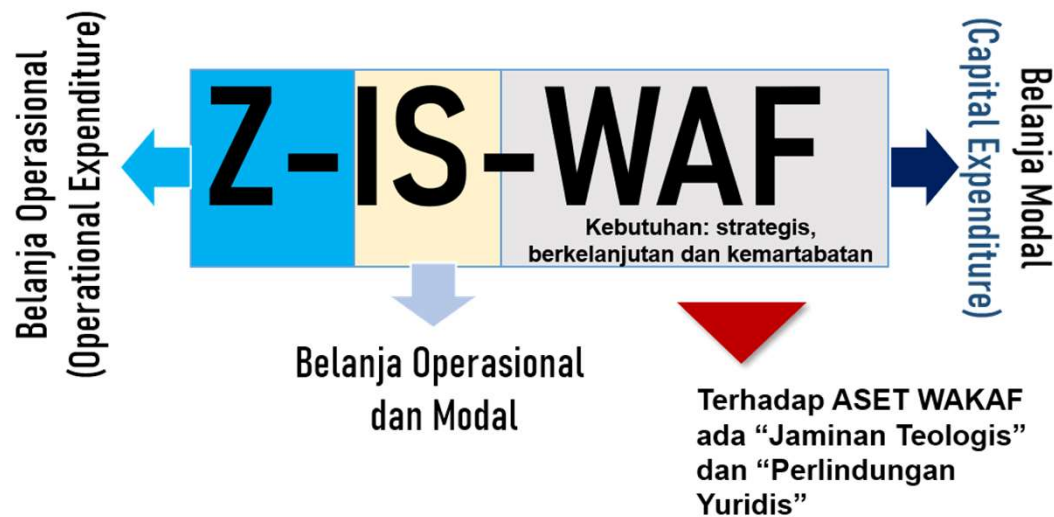 Belanja Operasional
(Operational Expenditure)
Z-IS-WAF
Kebutuhan: strategis,
berkelanjutan dan kemartabatan
Belanja Modal
(Capital Expenditure)
Belanja Operasional
dan Modal
Terhadap ASET WAKAF
ada “Jaminan Teologis”
dan “Perlindungan
Yuridis”